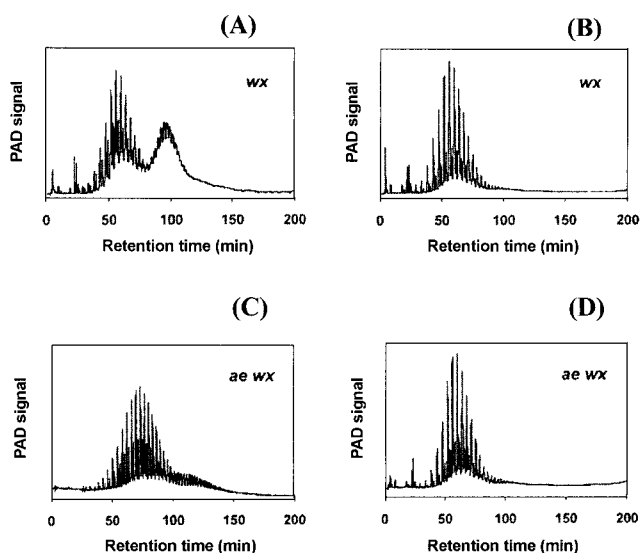 (A)
PAD signal
wx
0 50 100 150 200
Retention time (min)
(B)
PAD signal
wx
0 50 100 150 200
Retention time (min)
(C)
PAD signal
ae wx
0 50 100 150 200
Retention time (min)
(D)
PAD signal
ae wx
0 50 100 150 200
Retention time (min)